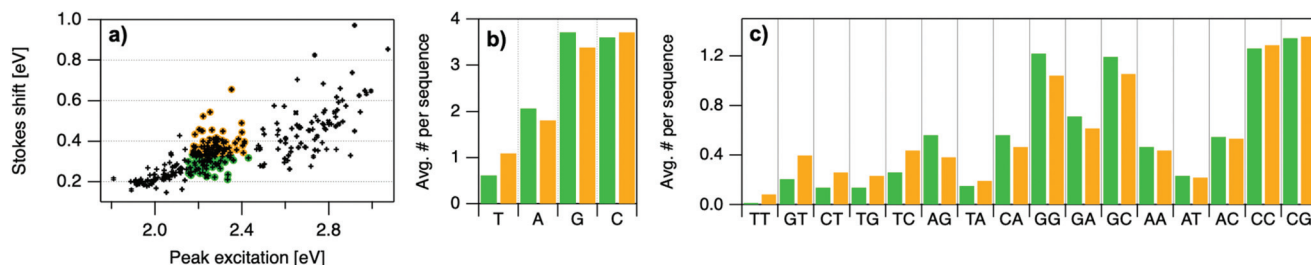 a)
Stokes shift [eV]
1.0
0.8
0.6
0.4
0.2
2.0 2.4 2.8
Peak excitation [eV]
b)
Avg. # per sequence
4
3
2
1
0
T A G C
c)
Avg. # per sequence
1.2
0.8
0.4
0.0
TT GT CT TG TC AG TA CA GG GA GC AA AT AC CC CG